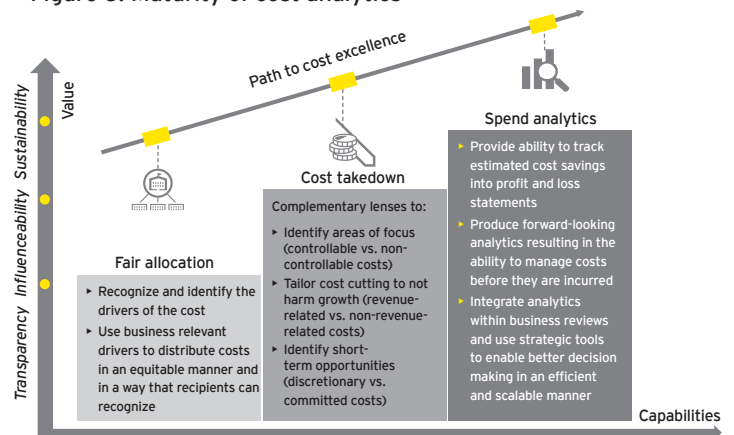 Path to cost excellence
Value
Transparency Influenceability Sustainability
Fair allocation
▸ Recognize and identify the
drivers of the cost
▸ Use business relevant
drivers to distribute costs
in an equitable manner and
in a way that recipients can
recognize
Cost takedown
Complementary lenses to:
▸ Identify areas of focus
(controllable vs. non-
controllable costs)
▸ Tailor cost cutting to not
harm growth (revenue-
related vs. non-revenue-
related costs)
▸ Identify short-
term opportunities
(discretionary vs.
committed costs)
Spend analytics
▸ Provide ability to track
estimated cost savings
into profit and loss
statements
▸ Produce forward-looking
analytics resulting in the
ability to manage costs
before they are incurred
▸ Integrate analytics
within business reviews
and use strategic tools
to enable better decision
making in an efficient
and scalable manner
Capabilities